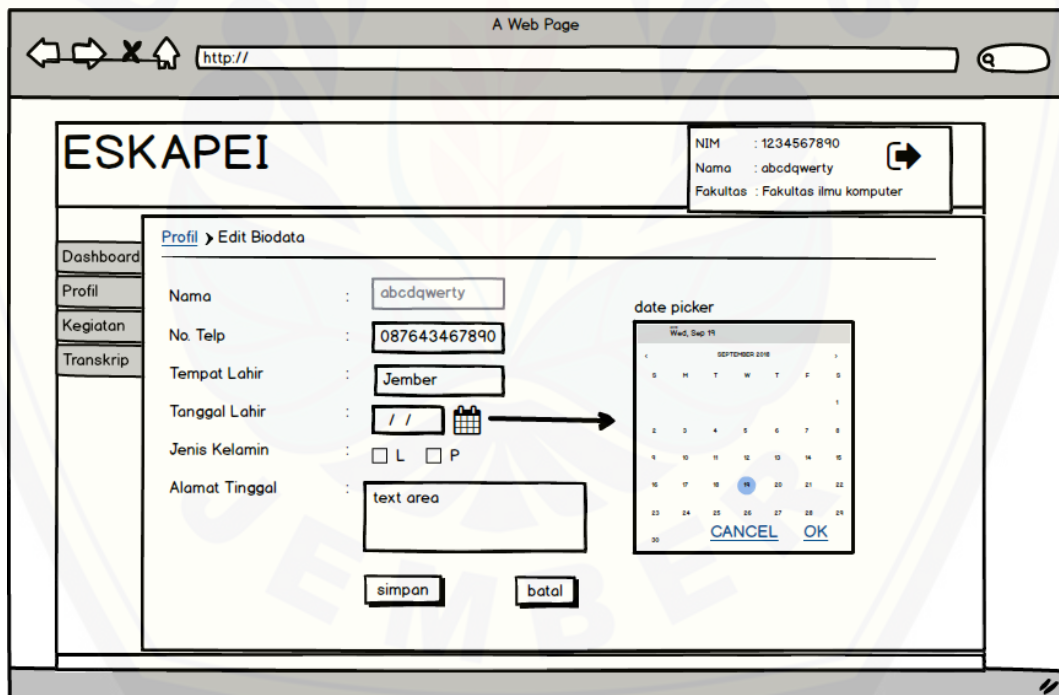 A Web Page
http://
ESKAPEI
NIM : 1234567890
Nama : abcdqwerty
Fakultas : Fakultas ilmu komputer
Dashboard
Profil
Kegiatan
Transkrip
Profil > Edit Biodata
Nama : abcdqwerty
No. Telp : 087643467890
Tempat Lahir : Jember
Tanggal Lahir : / /
Jenis Kelamin : L P
Alamat Tinggal : text area
simpan batal
date picker
Wed, Sep 19
< SEPTEMBER 2018 >
S M T W T F S
1
2 3 4 5 6 7 8
9 10 11 12 13 14 15
16 17 18 19 20 21 22
23 24 25 26 27 28 29
30
CANCEL OK
JEMBER